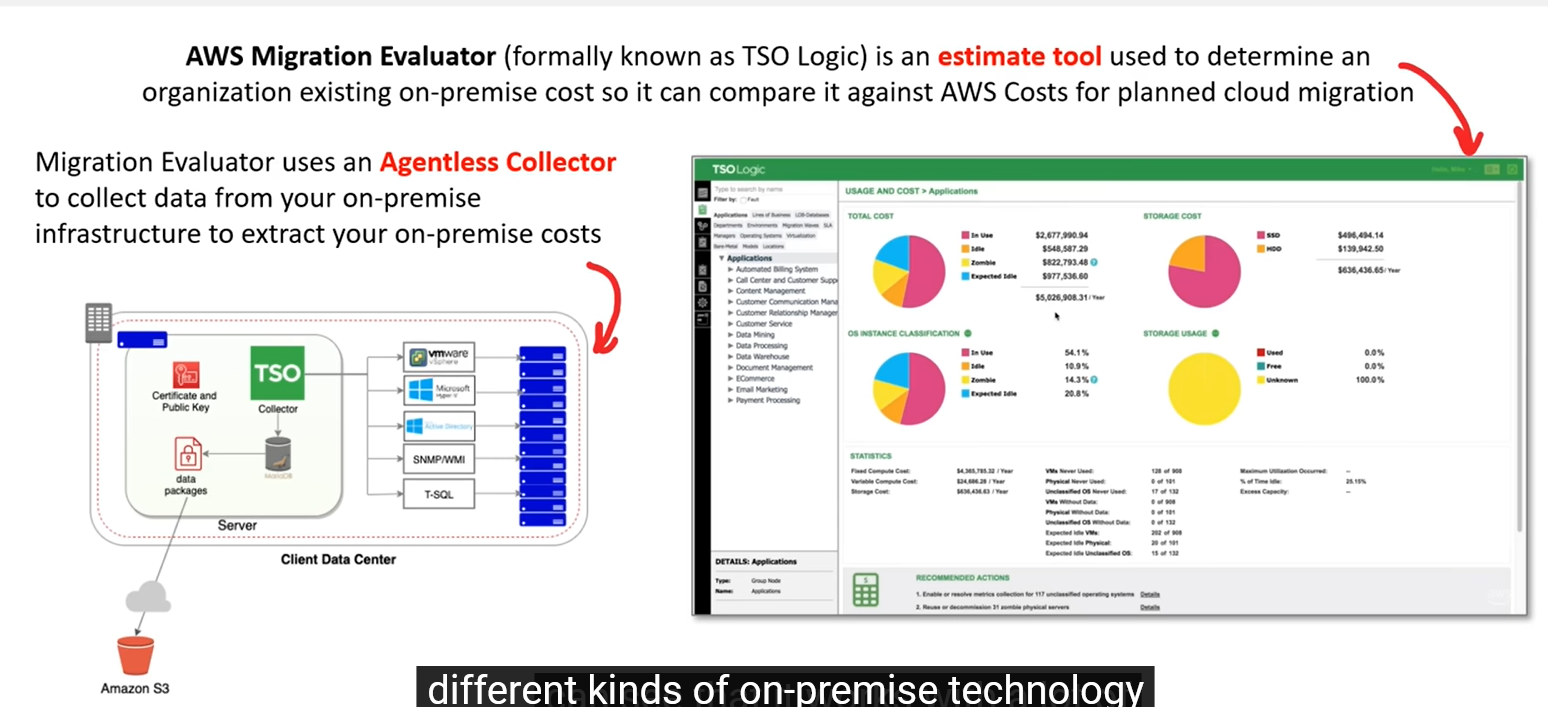 AWS Migration Evaluator (formally known as TSO Logic) is an estimate tool used to determine an
organization existing on-premise cost so it can compare it against AWS Costs for planned cloud migration
Migration Evaluator uses an Agentless Collector
to collect data from your on-premise
infrastructure to extract your on-premise costs
Certificate and
Public Key
TSO
Collector
MariaDB
data
packages
Server
vmware
vSphere
Microsoft
Hyper-V
Active Directory
SNMP/WMI
T-SQL
Client Data Center
Amazon S3
TSO Logic
Hello, Mike
Type to search by name
Filter by: Fault
Applications Lines of Business LOB-Databases
Departments Environments Migration Waves SLA
Managers Operating Systems Virtualization
Bare-Metal Models Locations
Applications
Automated Billing System
Call Center and Customer Supp
Content Management
Customer Communication Mana
Customer Relationship Manager
Customer Service
Data Mining
Data Processing
Data Warehouse
Document Management
ECommerce
Email Marketing
Payment Processing
DETAILS: Applications
Type: Group Node
Name: Applications
USAGE AND COST > Applications
TOTAL COST
In Use $2,677,990.94
Idle $548,587.29
Zombie $822,793.48
Expected Idle $977,536.60
$5,026,908.31/ Year
STORAGE COST
SSD $496,494.14
HDD $139,942.50
$636,436.65/ Year
OS INSTANCE CLASSIFICATION
In Use 54.1%
Idle 10.9%
Zombie 14.3%
Expected Idle 20.8%
STORAGE USAGE
Used 0.0%
Free 0.0%
Unknown 100.0%
STATISTICS
Fixed Compute Cost: $4,365,785.32 / Year
Variable Compute Cost: $24,686.28 / Year
Storage Cost: $636,436.63 / Year
VMs Never Used: 128 of 908
Physical Never Used: 0 of 101
Unclassified OS Never Used: 17 of 132
VMs Without Data: 0 of 908
Physical Without Data: 0 of 101
Unclassified OS Without Data: 0 of 132
Expected Idle VMs: 202 of 908
Expected Idle Physical: 20 of 101
Expected Idle Unclassified OS: 15 of 132
Maximum Utilization Occurred: --
% of Time Idle: 25.15%
Excess Capacity: --
RECOMMENDED ACTIONS
1. Enable or resolve metrics collection for 117 unclassified operating systems Details
2. Reuse or decommission 31 zombie physical servers Details
different kinds of on-premise technology